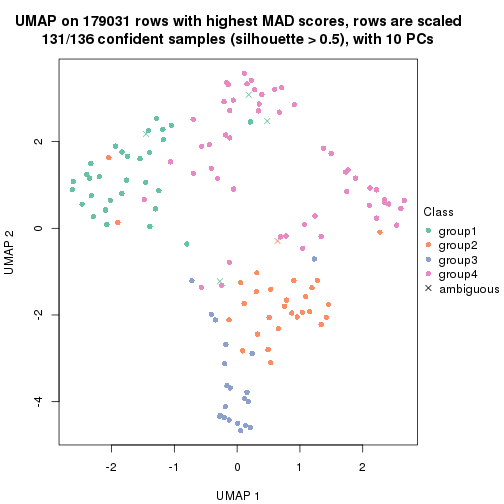 UMAP on 179031 rows with highest MAD scores, rows are scaled
131/136 confident samples (silhouette > 0.5), with 10 PCs
2
0
-2
-4
UMAP 2
-2
-1
0
1
2
UMAP 1
Class
group1
group2
group3
group4
ambiguous